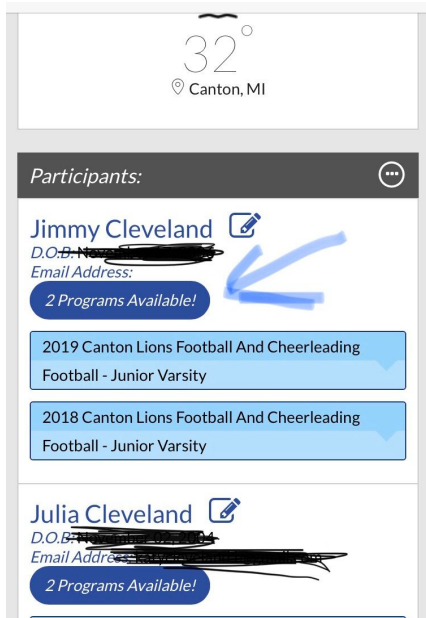 32°
Canton, MI
Participants:
Jimmy Cleveland
D.O.B:
Email Address:
2 Programs Available!
2019 Canton Lions Football And Cheerleading
Football - Junior Varsity
2018 Canton Lions Football And Cheerleading
Football - Junior Varsity
Julia Cleveland
D.O.B:
Email Address
2 Programs Available!